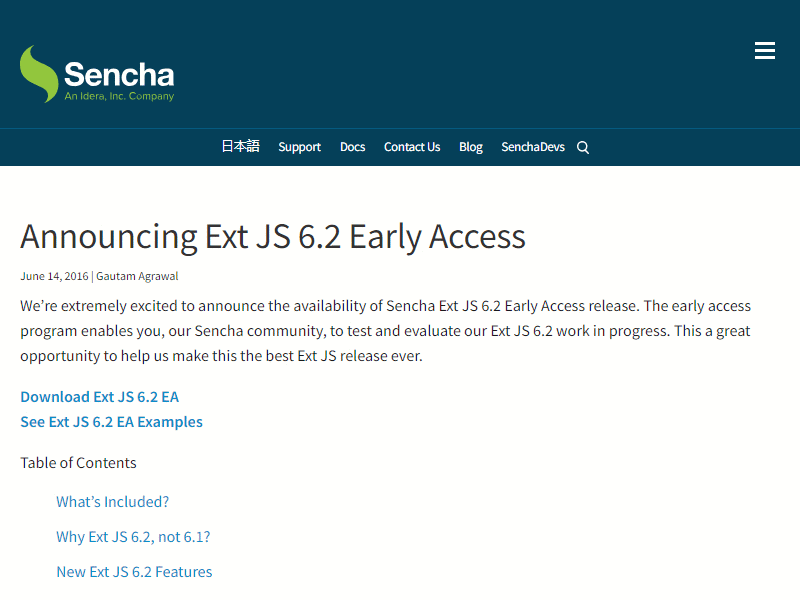 Sencha
An Idera, Inc. Company
日本語 Support Docs Contact Us Blog SenchaDevs
Announcing Ext JS 6.2 Early Access
June 14, 2016 | Gautam Agrawal
We’re extremely excited to announce the availability of Sencha Ext JS 6.2 Early Access release. The early access
program enables you, our Sencha community, to test and evaluate our Ext JS 6.2 work in progress. This a great
opportunity to help us make this the best Ext JS release ever.
Download Ext JS 6.2 EA
See Ext JS 6.2 EA Examples
Table of Contents
What’s Included?
Why Ext JS 6.2, not 6.1?
New Ext JS 6.2 Features